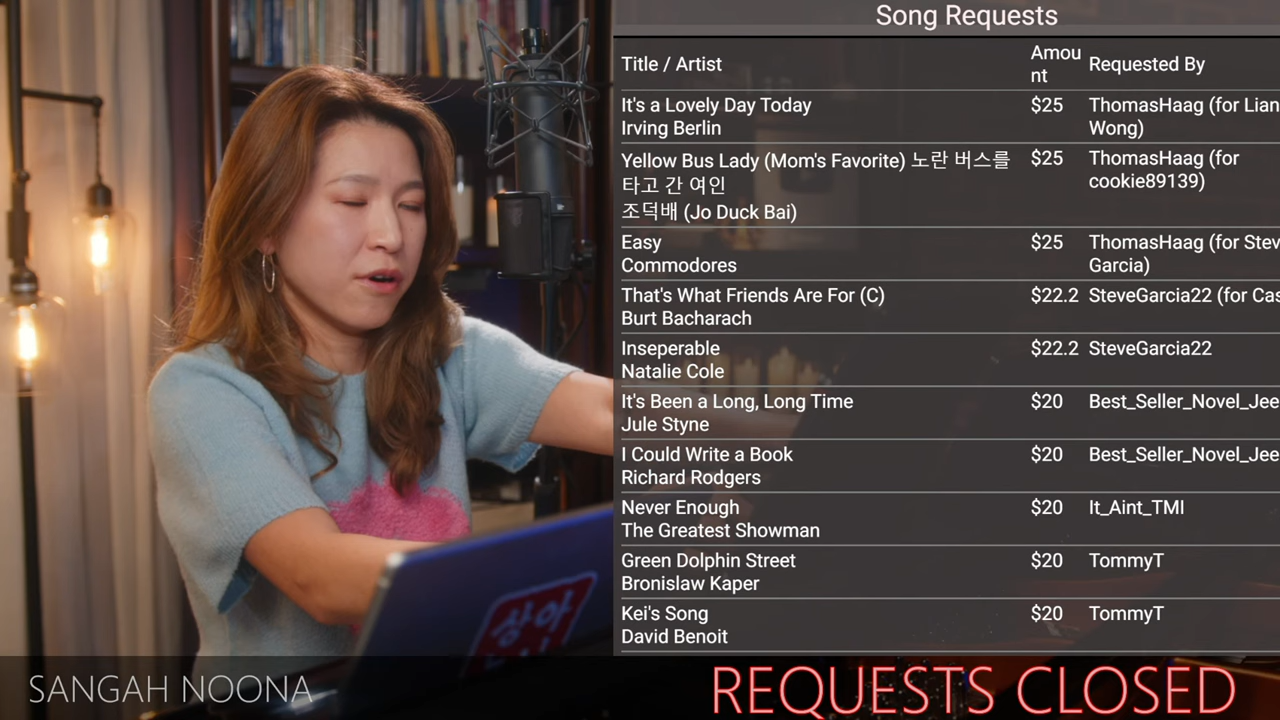 Song Requests
Title / Artist
Amou
nt
Requested By
It's a Lovely Day Today
Irving Berlin
$25
ThomasHaag (for Lian
Wong)
Yellow Bus Lady (Mom's Favorite) 노란 버스를
타고 간 여인
조덕배 (Jo Duck Bai)
$25
ThomasHaag (for
cookie89139)
Easy
Commodores
$25
ThomasHaag (for Stev
Garcia)
That's What Friends Are For (C)
Burt Bacharach
$22.2
SteveGarcia22 (for Cas
Inseperable
Natalie Cole
$22.2
SteveGarcia22
It's Been a Long, Long Time
Jule Styne
$20
Best_Seller_Novel_Jee
I Could Write a Book
Richard Rodgers
$20
Best_Seller_Novel_Jee
Never Enough
The Greatest Showman
$20
It_Aint_TMI
Green Dolphin Street
Bronislaw Kaper
$20
TommyT
Kei's Song
David Benoit
$20
TommyT
상아
SANGAH NOONA
REQUESTS CLOSED